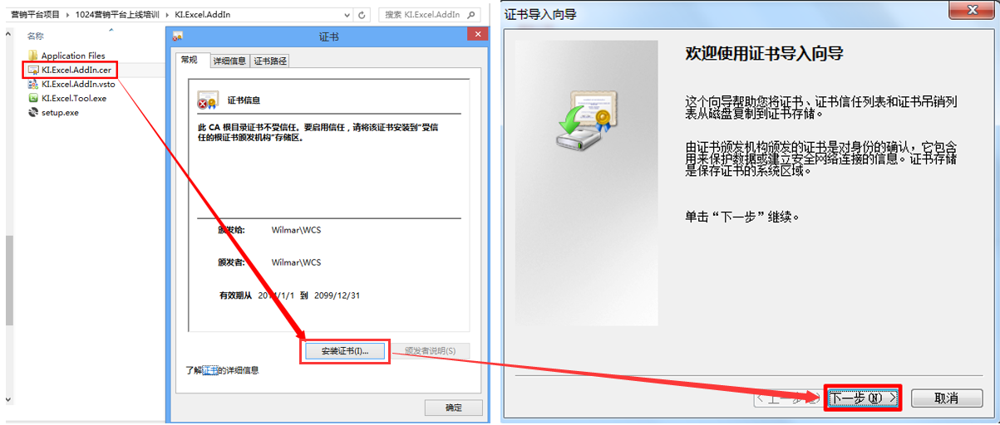 营销平台项目 ▸ 1024营销平台上线培训 ▸ KI.Excel.AddIn
搜索 KI.Excel.AddIn
名称
Application Files
KI.Excel.AddIn.cer
KI.Excel.AddIn.vsto
KI.Excel.Tool.exe
setup.exe
证书
常规 详细信息 证书路径
证书信息
此 CA 根目录证书不受信任。要启用信任，请将该证书安装到“受信
任的根证书颁发机构”存储区。
颁发给: Wilmar\WCS
颁发者: Wilmar\WCS
有效期从 /1/1 到 2099/12/31
安装证书(I)... 颁发者说明(S)
了解证书的详细信息
确定
证书导入向导
欢迎使用证书导入向导
这个向导帮助您将证书、证书信任列表和证书吊销列
表从磁盘复制到证书存储。
由证书颁发机构颁发的证书是对身份的确认，它包含
用来保护数据或建立安全网络连接的信息。证书存储
是保存证书的系统区域。
单击“下一步”继续。
< 上一步 下一步(N) > 取消